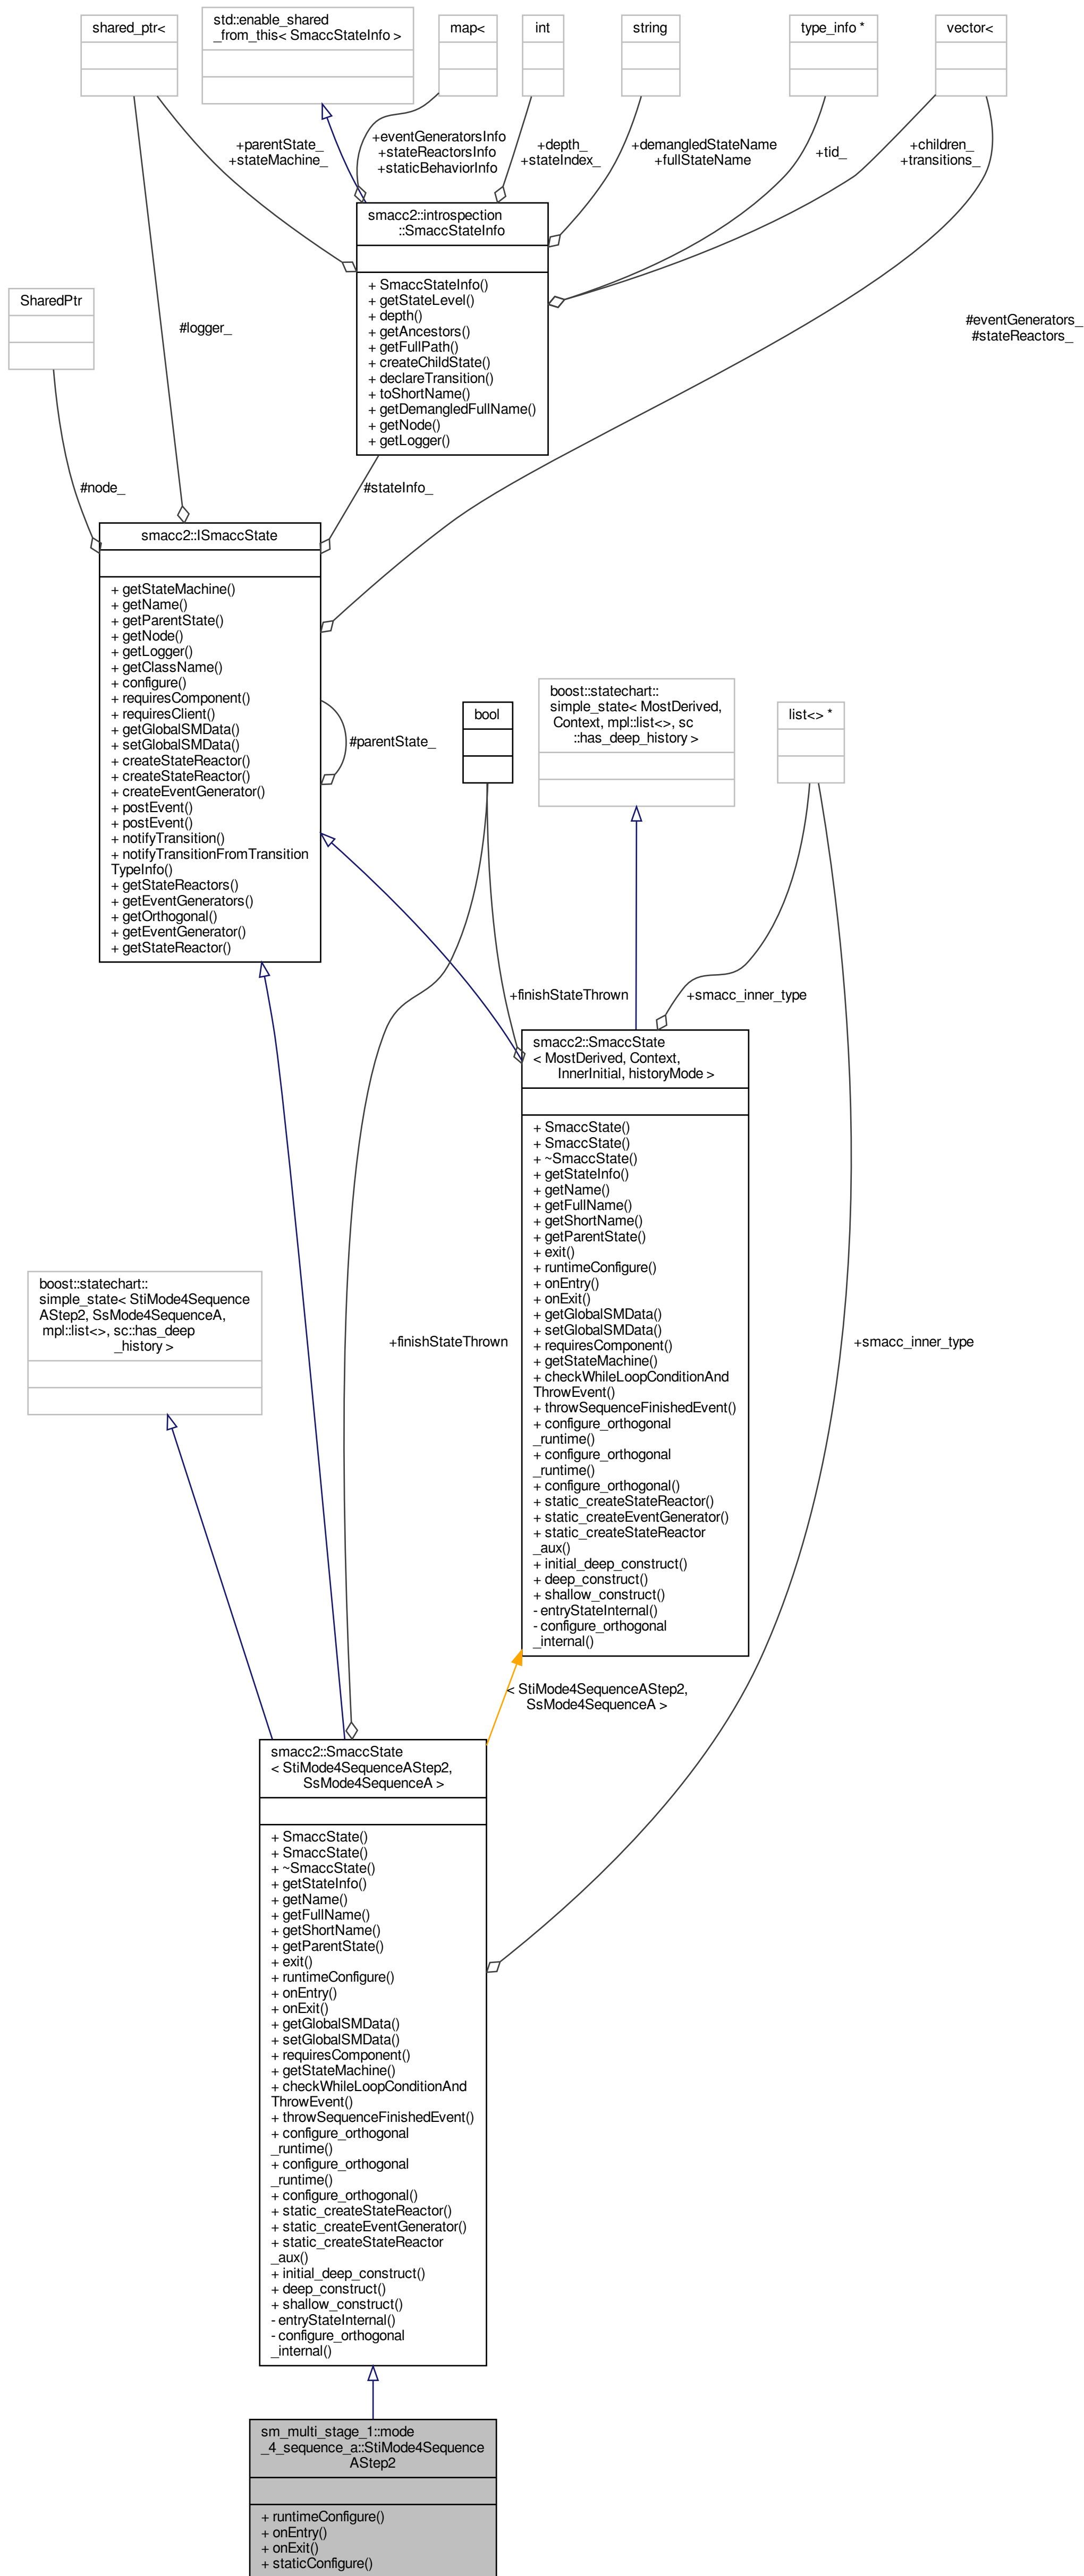 shared_ptr<
std::enable_shared
_from_this< SmaccStateInfo >
map<
int
string
type_info *
vector<
+parentState_
+stateMachine_
+eventGeneratorsInfo
+stateReactorsInfo
+staticBehaviorInfo
+depth_
+stateIndex_
+demangledStateName
+fullStateName
+tid_
+children_
+transitions_
smacc2::introspection
::SmaccStateInfo
+ SmaccStateInfo()
+ getStateLevel()
+ depth()
+ getAncestors()
+ getFullPath()
+ createChildState()
+ declareTransition()
+ toShortName()
+ getDemangledFullName()
+ getNode()
+ getLogger()
SharedPtr
#logger_
#eventGenerators_
#stateReactors_
#node_
#stateInfo_
smacc2::ISmaccState
+ getStateMachine()
+ getName()
+ getParentState()
+ getNode()
+ getLogger()
+ getClassName()
+ configure()
+ requiresComponent()
+ requiresClient()
+ getGlobalSMData()
+ setGlobalSMData()
+ createStateReactor()
+ createStateReactor()
+ createEventGenerator()
+ postEvent()
+ postEvent()
+ notifyTransition()
+ notifyTransitionFromTransition
TypeInfo()
+ getStateReactors()
+ getEventGenerators()
+ getOrthogonal()
+ getEventGenerator()
+ getStateReactor()
#parentState_
bool
boost::statechart::
simple_state< MostDerived,
Context, mpl::list<>, sc
::has_deep_history >
list<> *
+finishStateThrown
+smacc_inner_type
smacc2::SmaccState
< MostDerived, Context,
InnerInitial, historyMode >
+ SmaccState()
+ SmaccState()
+ ~SmaccState()
+ getStateInfo()
+ getName()
+ getFullName()
+ getShortName()
+ getParentState()
+ exit()
+ runtimeConfigure()
+ onEntry()
+ onExit()
+ getGlobalSMData()
+ setGlobalSMData()
+ requiresComponent()
+ getStateMachine()
+ checkWhileLoopConditionAnd
ThrowEvent()
+ throwSequenceFinishedEvent()
+ configure_orthogonal
_runtime()
+ configure_orthogonal
_runtime()
+ configure_orthogonal()
+ static_createStateReactor()
+ static_createEventGenerator()
+ static_createStateReactor
_aux()
+ initial_deep_construct()
+ deep_construct()
+ shallow_construct()
- entryStateInternal()
- configure_orthogonal
_internal()
boost::statechart::
simple_state< StiMode4Sequence
AStep2, SsMode4SequenceA,
mpl::list<>, sc::has_deep
_history >
+finishStateThrown
+smacc_inner_type
< StiMode4SequenceAStep2,
SsMode4SequenceA >
smacc2::SmaccState
< StiMode4SequenceAStep2,
SsMode4SequenceA >
+ SmaccState()
+ SmaccState()
+ ~SmaccState()
+ getStateInfo()
+ getName()
+ getFullName()
+ getShortName()
+ getParentState()
+ exit()
+ runtimeConfigure()
+ onEntry()
+ onExit()
+ getGlobalSMData()
+ setGlobalSMData()
+ requiresComponent()
+ getStateMachine()
+ checkWhileLoopConditionAnd
ThrowEvent()
+ throwSequenceFinishedEvent()
+ configure_orthogonal
_runtime()
+ configure_orthogonal
_runtime()
+ configure_orthogonal()
+ static_createStateReactor()
+ static_createEventGenerator()
+ static_createStateReactor
_aux()
+ initial_deep_construct()
+ deep_construct()
+ shallow_construct()
- entryStateInternal()
- configure_orthogonal
_internal()
sm_multi_stage_1::mode
_4_sequence_a::StiMode4Sequence
AStep2
+ runtimeConfigure()
+ onEntry()
+ onExit()
+ staticConfigure()